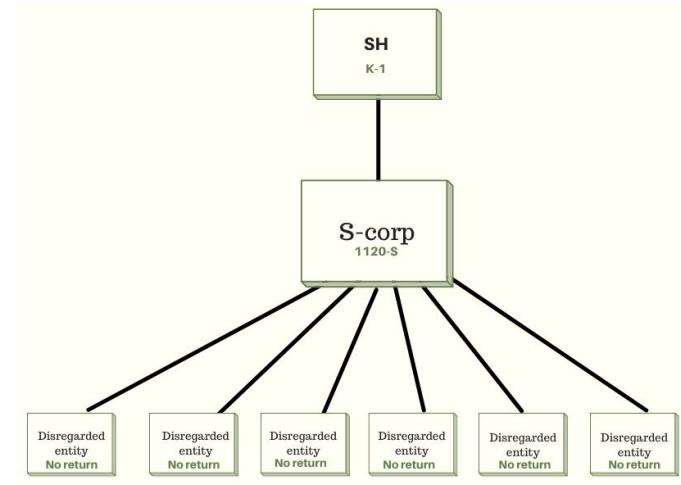 SH
K-1
S-corp
1120-S
Disregarded
entity
No return
Disregarded
entity
No return
Disregarded
entity
No return
Disregarded
entity
No return
Disregarded
entity
No return
Disregarded
entity
No return